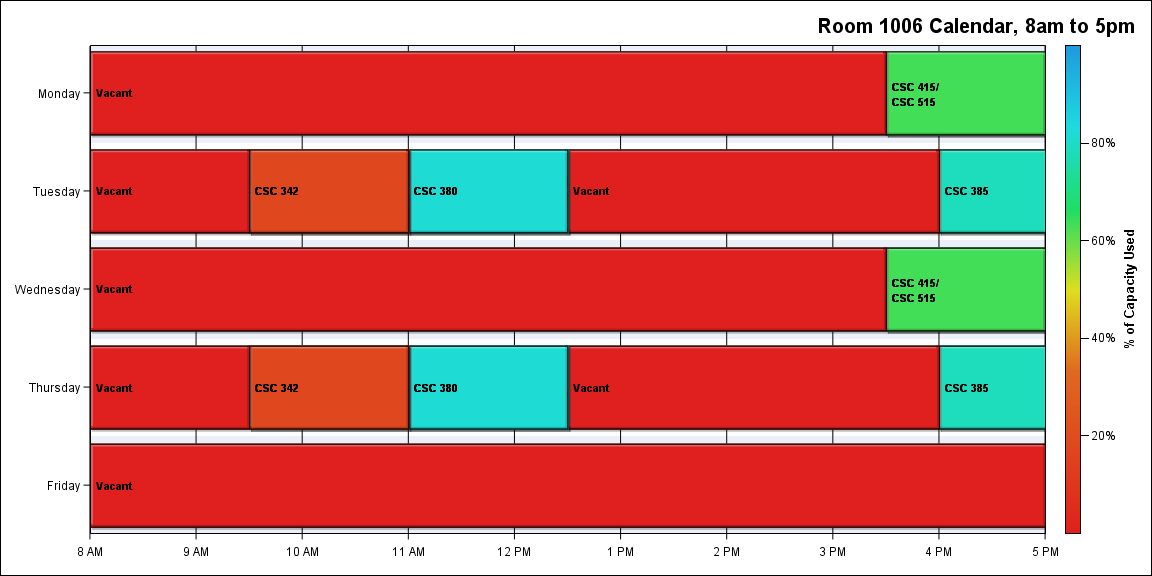 Room 1006 Calendar, 8am to 5pm
Monday
Vacant
CSC 415/
CSC 515
Tuesday
Vacant
CSC 342
CSC 380
Vacant
CSC 385
Wednesday
Vacant
CSC 415/
CSC 515
Thursday
Vacant
CSC 342
CSC 380
Vacant
CSC 385
Friday
Vacant
8 AM
9 AM
10 AM
11 AM
12 PM
1 PM
2 PM
3 PM
4 PM
5 PM
80%
60%
40%
20%
% of Capacity Used